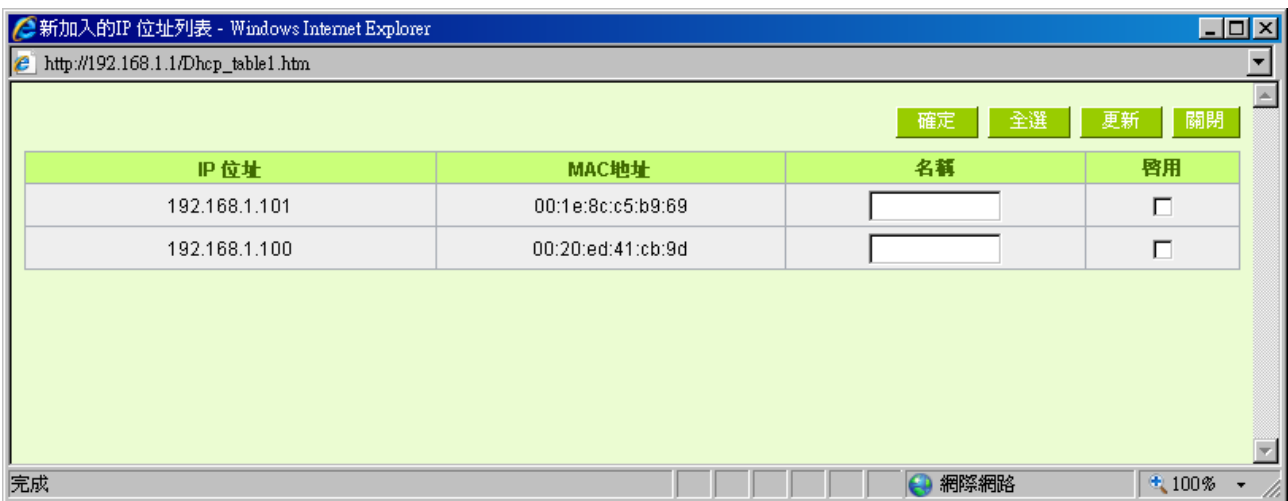 新加入的IP 位址列表 - Windows Internet Explorer
http://192.168.1.1/Dhcp_table1.htm
確定 全選 更新 關閉
IP 位址 MAC地址 名稱 啓用
192.168.1.101 00:1e:8c:c5:b9:69
192.168.1.100 00:20:ed:41:cb:9d
完成 網際網路 100%